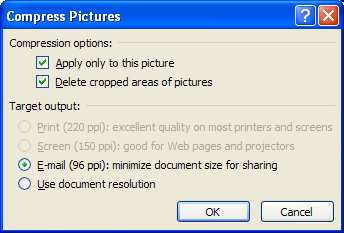 Compress Pictures
Compression options:
Apply only to this picture
Delete cropped areas of pictures
Target output:
Print (220 ppi): excellent quality on most printers and screens
Screen (150 ppi): good for Web pages and projectors
E-mail (96 ppi): minimize document size for sharing
Use document resolution
OK Cancel